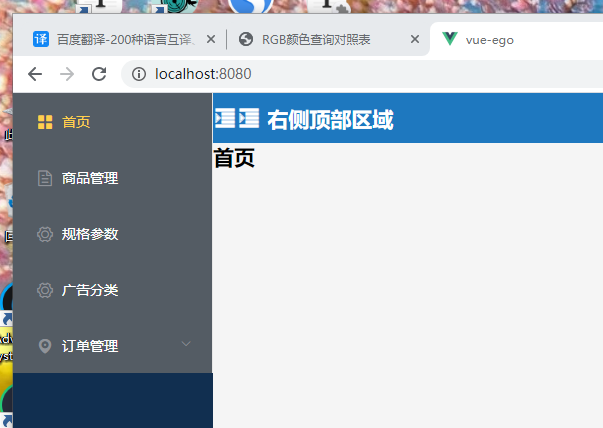 译 百度翻译-200种语言互译 RGB颜色查询对照表 vue-ego
localhost:8080
首页
商品管理
规格参数
广告分类
订单管理
右侧顶部区域
首页